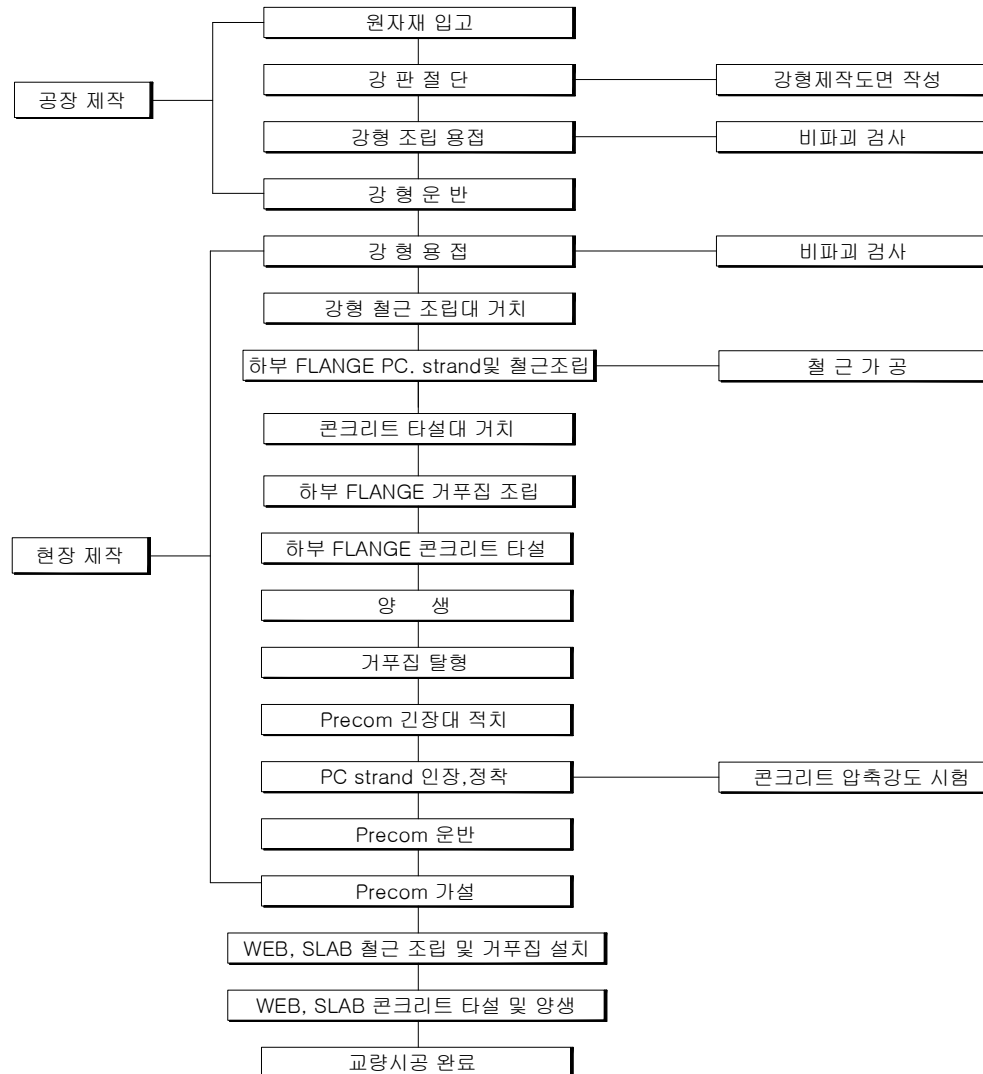 원자재 입고
강 판 절 단
강형제작도면 작성
공장 제작
강형 조립 용접
비파괴 검사
강 형 운 반
강 형 용 접
비파괴 검사
강형 철근 조립대 거치
하부 FLANGE PC. strand및 철근조립
철 근 가 공
콘크리트 타설대 거치
하부 FLANGE 거푸집 조립
현장 제작
하부 FLANGE 콘크리트 타설
양 생
거푸집 탈형
Precom 긴장대 적치
PC strand 인장,정착
콘크리트 압축강도 시험
Precom 운반
Precom 가설
WEB, SLAB 철근 조립 및 거푸집 설치
WEB, SLAB 콘크리트 타설 및 양생
교량시공 완료